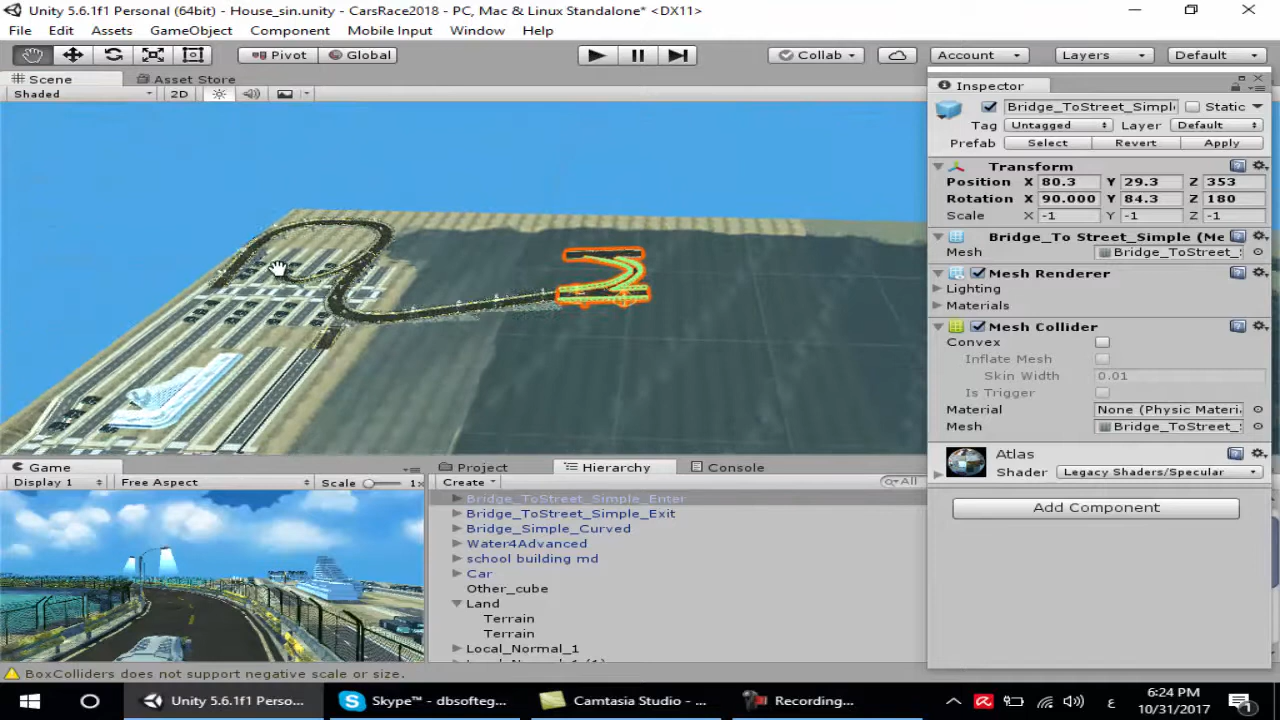 Unity 5.6.1f1 Personal (64bit) - House_sin.unity - CarsRace2018 - PC, Mac & Linux Standalone* <DX11>
File Edit Assets GameObject Component Mobile Input Window Help
Pivot Global Collab Account Layers Default
Scene Asset Store
Shaded 2D
Inspector
Bridge_ToStreet_Simpl Static
Tag Untagged Layer Default
Prefab Select Revert Apply
Transform
Position X 80.3 Y 29.3 Z 353
Rotation X 90.000 Y 84.3 Z 180
Scale X -1 Y -1 Z -1
Bridge_To Street_Simple (Me
Mesh Bridge_ToStreet_
Mesh Renderer
Lighting
Materials
Mesh Collider
Convex
Inflate Mesh
Skin Width 0.01
Is Trigger
Material None (Physic Materi
Mesh Bridge_ToStreet_
Atlas
Shader Legacy Shaders/Specular
Add Component
Game
Display 1 Free Aspect Scale 1
Project Hierarchy Console
Create All
Bridge_ToStreet_Simple_Enter
Bridge_ToStreet_Simple_Exit
Bridge_Simple_Curved
Water4Advanced
school building md
Car
Other_cube
Land
Terrain
Terrain
Local_Normal_1
BoxColliders does not support negative scale or size.
Unity 5.6.1f1 Perso... Skype™ - dbsofteg... Camtasia Studio - ... Recording...
ع
6:24 PM
10/31/2017
1